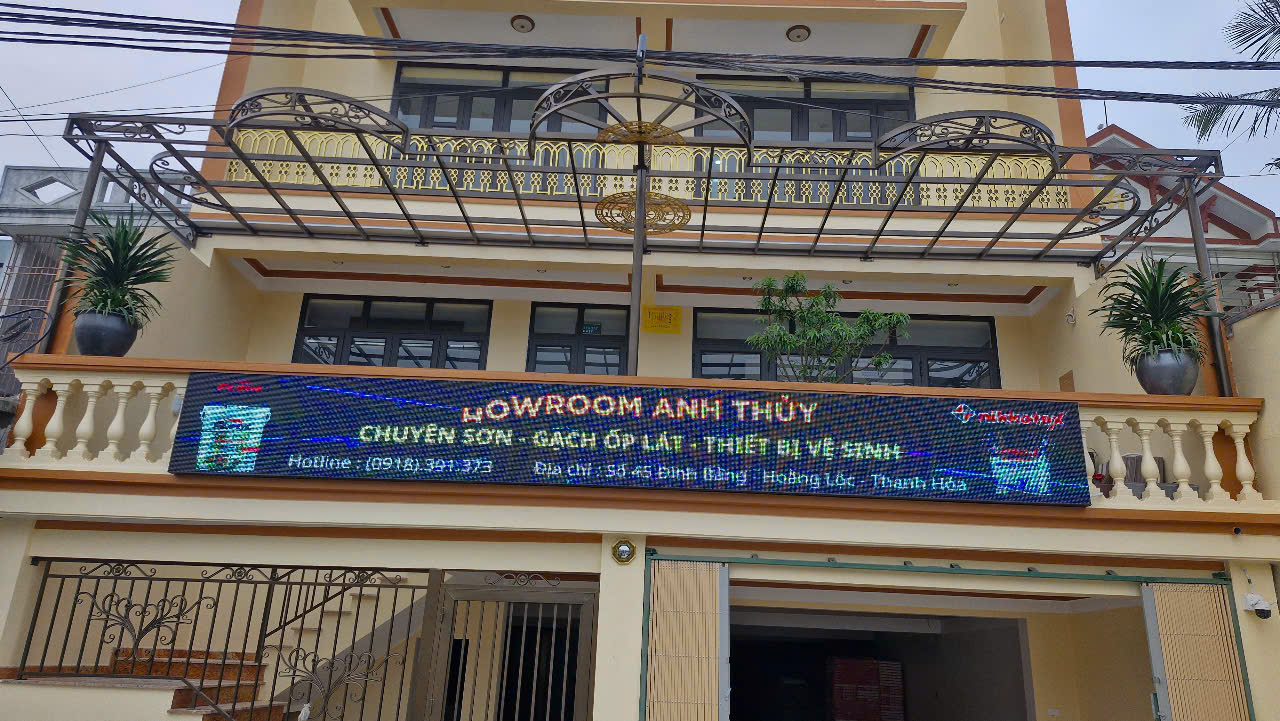 SHOWROOM ANH THỦY
CHUYÊN SƠN - GẠCH ỐP LÁT - THIẾT BỊ VỆ SINH
Hotline : (0918) 391 373 Địa chỉ : Số 45 Đình Bảng - Hoằng Lộc - Thanh Hóa